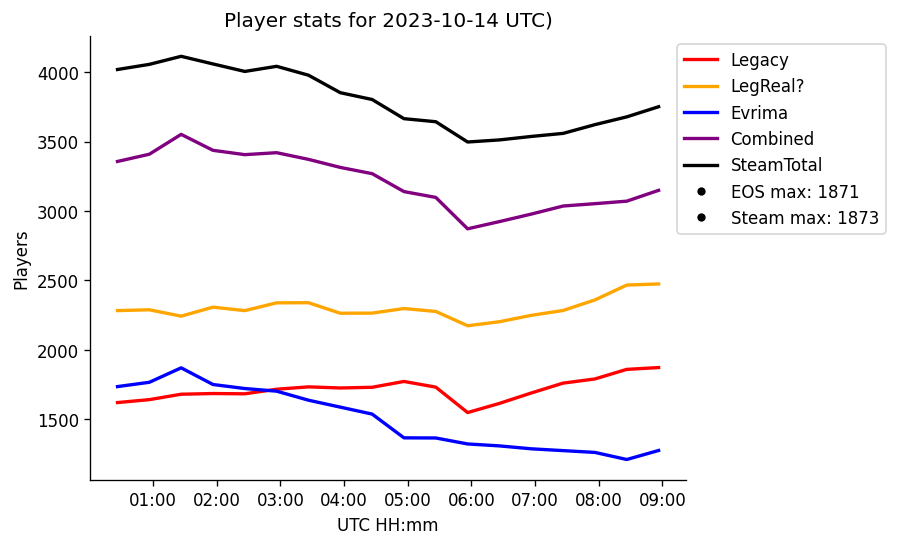 Player stats for 2023-10-14 UTC)
Legacy
LegReal?
Evrima
Combined
SteamTotal
EOS max: 1871
Steam max: 1873
Players
4000
3500
3000
2500
2000
1500
01:00 02:00 03:00 04:00 05:00 06:00 07:00 08:00 09:00
UTC HH:mm